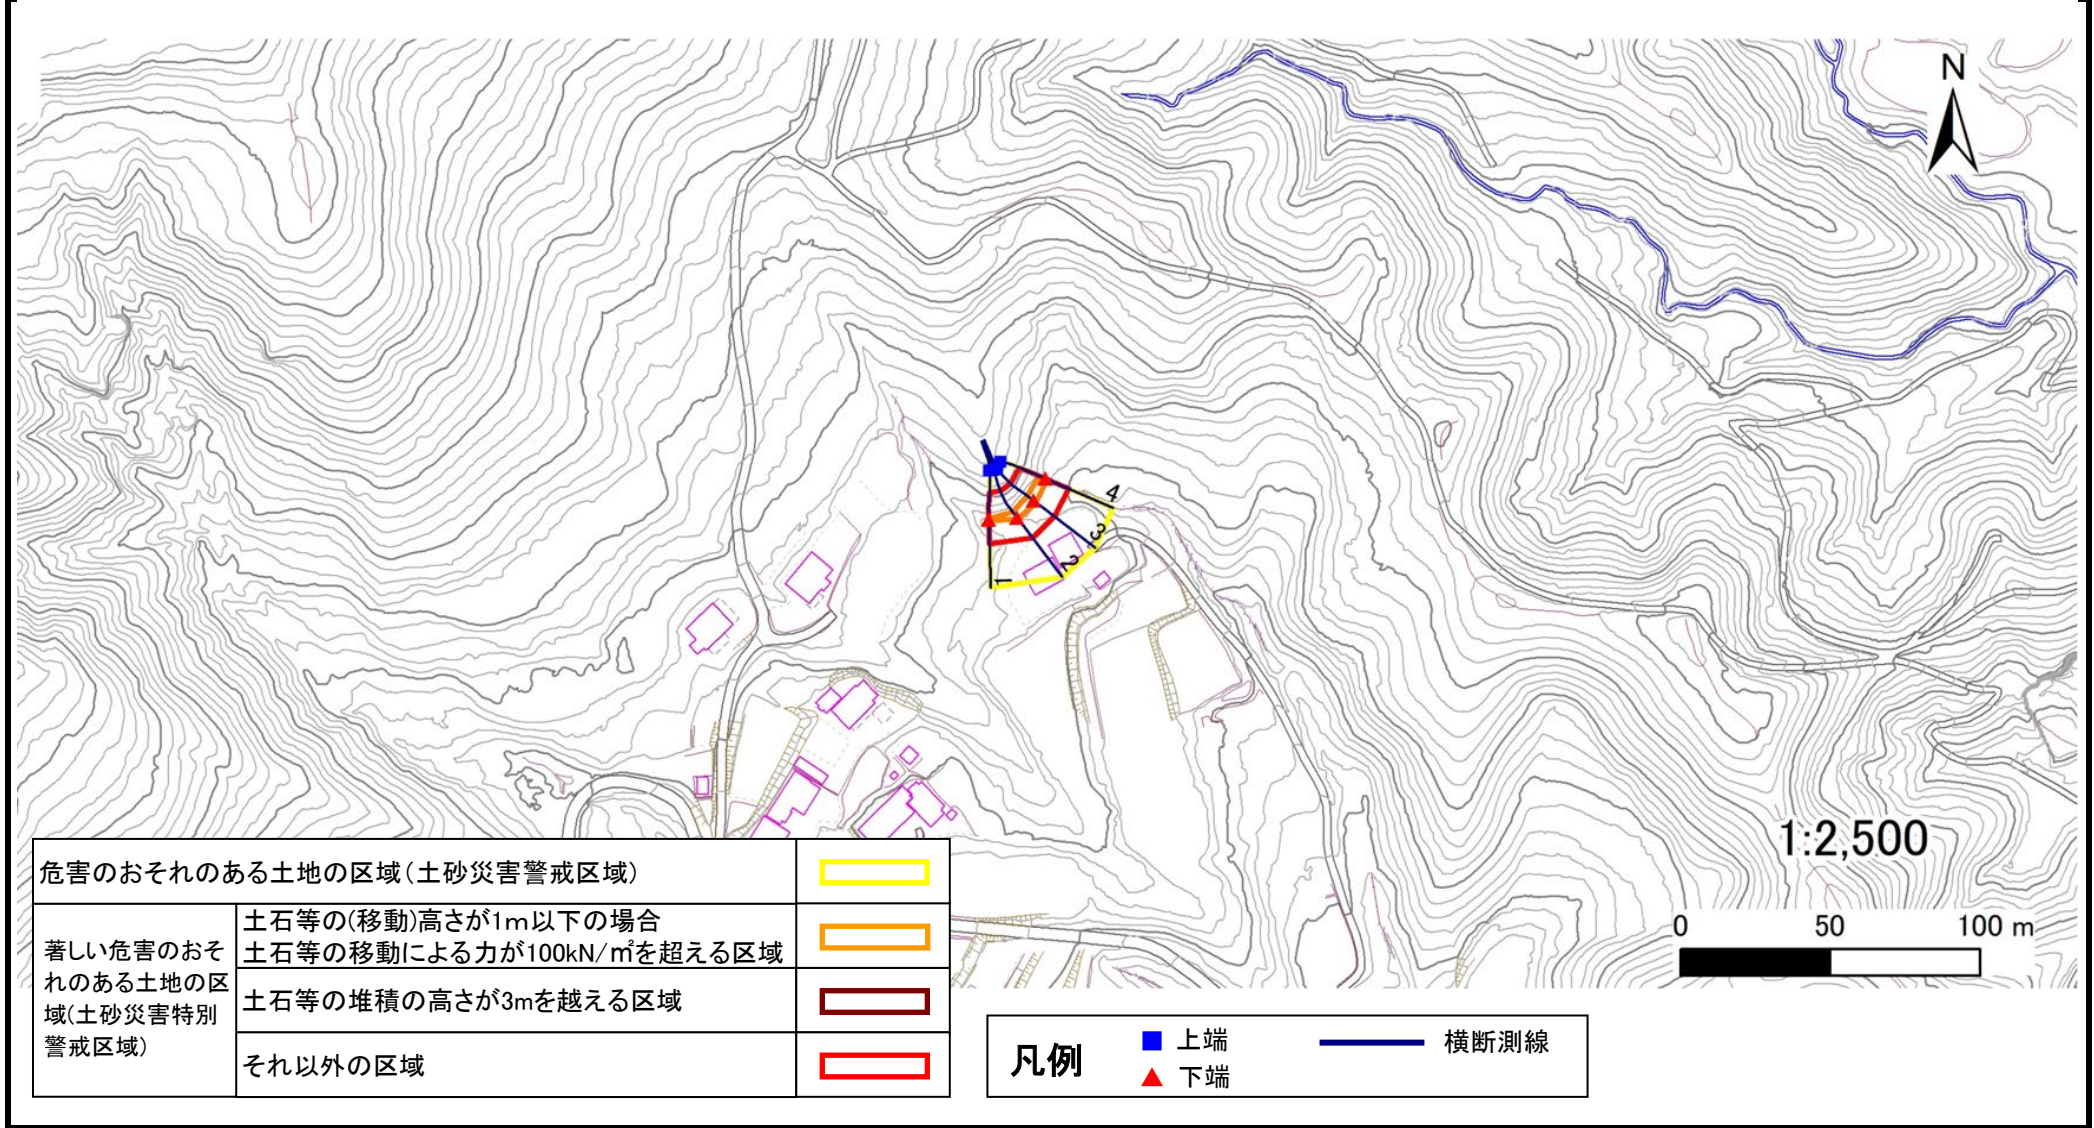 N
4
3
2
1
1:2,500
0 50 100 m
危害のおそれのある土地の区域(土砂災害警戒区域)
著しい危害のおそ
れのある土地の区
域(土砂災害特別
警戒区域)
土石等の(移動)高さが1m以下の場合
土石等の移動による力が100kN/㎡を超える区域
土石等の堆積の高さが3mを越える区域
それ以外の区域
凡例
上端
横断測線
下端